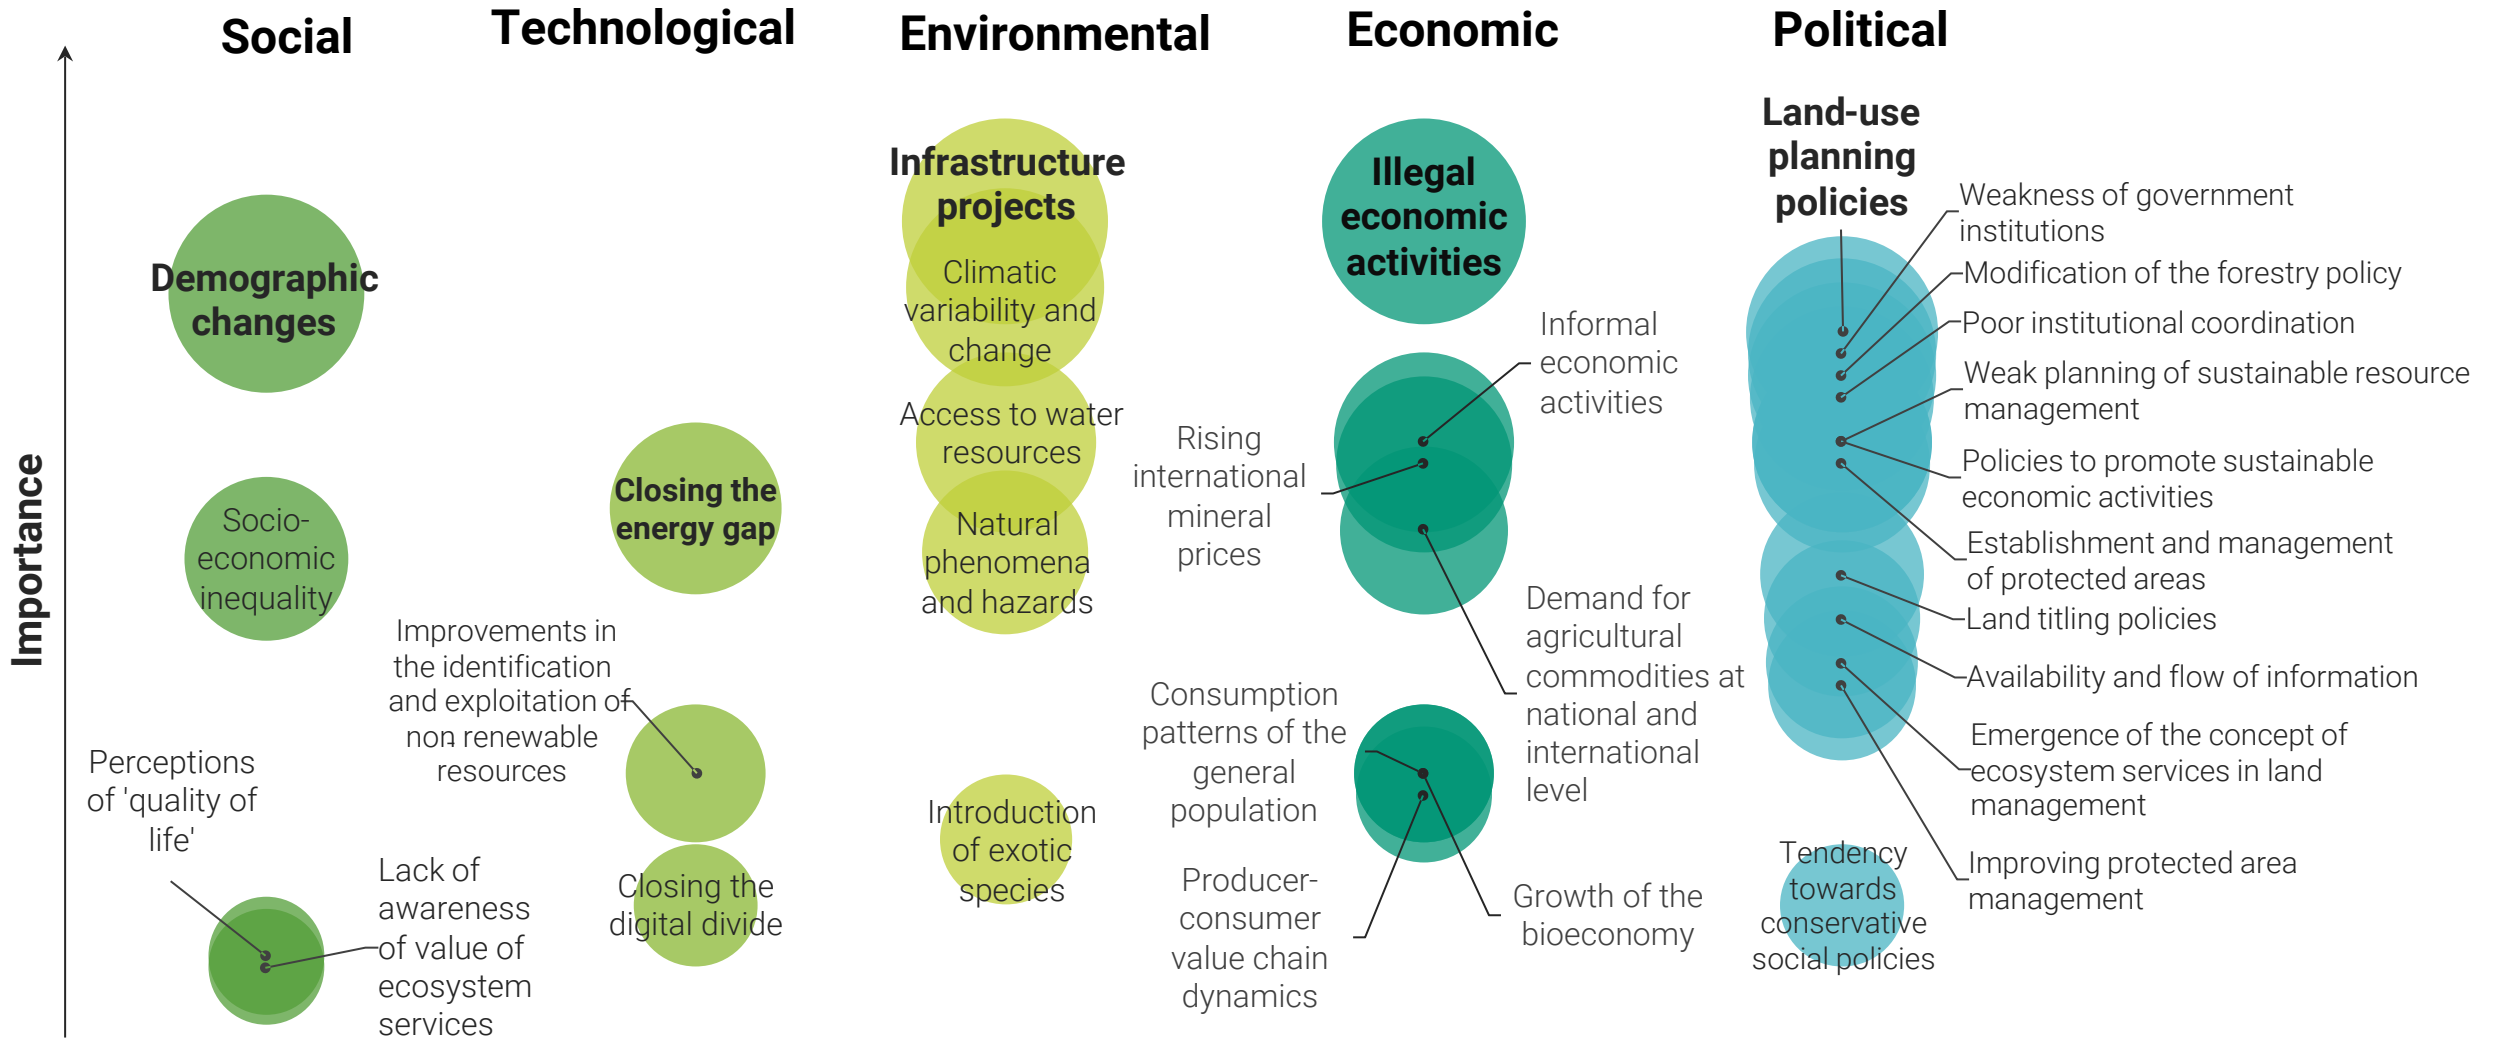 Social
Technological
Environmental
Economic
Political
Importance
Demographic
changes
Socio-
economic
inequality
Perceptions
of 'quality of
life'
Lack of
awareness
of value of
ecosystem
services
Closing the
energy gap
Improvements in
the identification
and exploitation of
non- renewable
resources
Closing the
digital divide
Infrastructure
projects
Climatic
variability and
change
Access to water
resources
Natural
phenomena
and hazards
Introduction
of exotic
species
Illegal
economic
activities
Informal
economic
activities
Rising
international
mineral
prices
Demand for
agricultural
commodities at
national and
international
level
Consumption
patterns of the
general
population
Producer-
consumer
value chain
dynamics
Growth of the
bioeconomy
Land-use
planning
policies
Weakness of government
institutions
Modification of the forestry policy
Poor institutional coordination
Weak planning of sustainable resource
management
Policies to promote sustainable
economic activities
Establishment and management
of protected areas
Land titling policies
Availability and flow of information
Emergence of the concept of
ecosystem services in land
management
Improving protected area
management
Tendency
towards
conservative
social policies